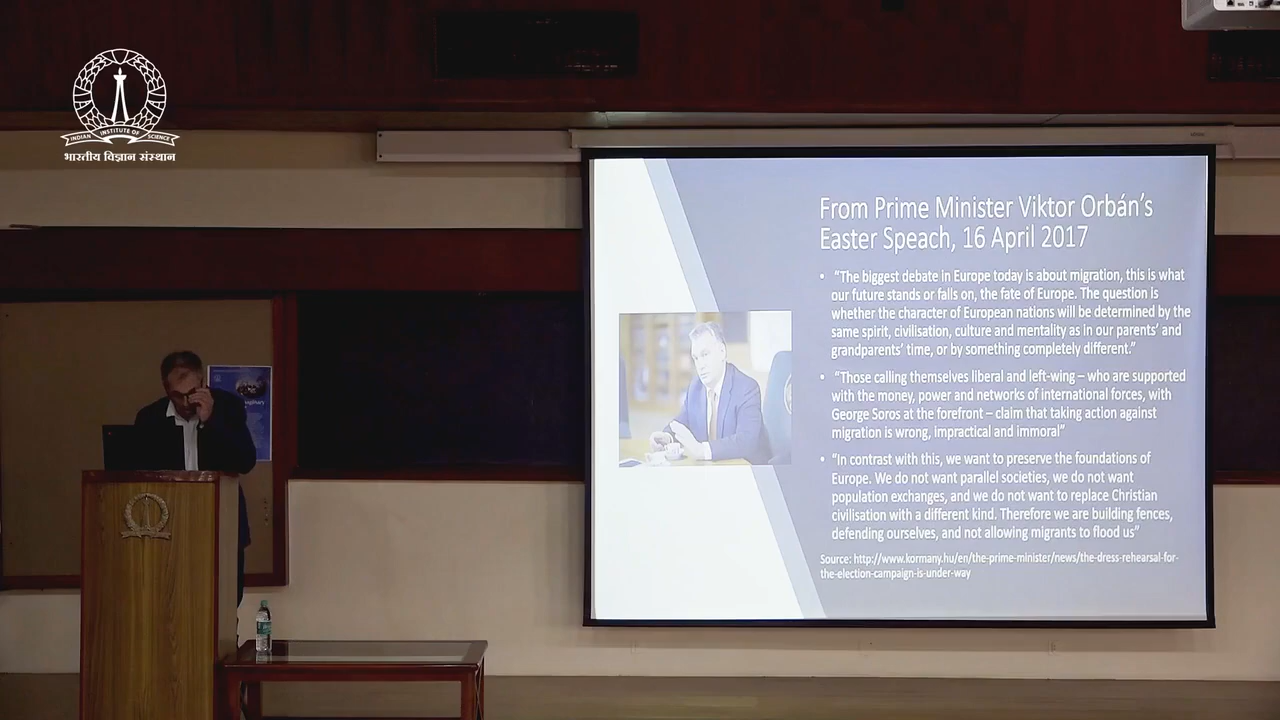 INDIAN INSTITUTE OF SCIENCE
भारतीय विज्ञान संस्थान
From Prime Minister Viktor Orbán's
Easter Speach, 16 April 2017
• "The biggest debate in Europe today is about migration, this is what
our future stands or falls on, the fate of Europe. The question is
whether the character of European nations will be determined by the
same spirit, civilisation, culture and mentality as in our parents' and
grandparents' time, or by something completely different."
• "Those calling themselves liberal and left-wing – who are supported
with the money, power and networks of international forces, with
George Soros at the forefront – claim that taking action against
migration is wrong, impractical and immoral"
• "In contrast with this, we want to preserve the foundations of
Europe. We do not want parallel societies, we do not want
population exchanges, and we do not want to replace Christian
civilisation with a different kind. Therefore we are building fences,
defending ourselves, and not allowing migrants to flood us"
Source: http://www.kormany.hu/en/the-prime-minister/news/the-dress-rehearsal-for-
the-election-campaign-is-under-way